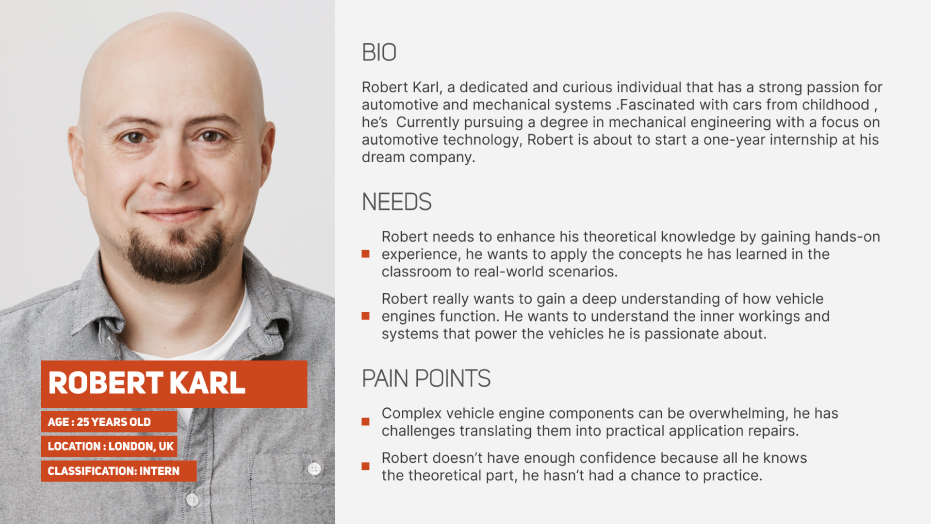 BIO
Robert Karl, a dedicated and curious individual that has a strong passion for
automotive and mechanical systems .Fascinated with cars from childhood ,
he's  Currently pursuing a degree in mechanical engineering with a focus on
automotive technology, Robert is about to start a one-year internship at his
dream company.
NEEDS
Robert needs to enhance his theoretical knowledge by gaining hands-on
experience, he wants to apply the concepts he has learned in the
classroom to real-world scenarios.
Robert really wants to gain a deep understanding of how vehicle
engines function. He wants to understand the inner workings and
systems that power the vehicles he is passionate about.
PAIN POINTS
Complex vehicle engine components can be overwhelming, he has
challenges translating them into practical application repairs.
Robert doesn't have enough confidence because all he knows
the theoretical part, he hasn't had a chance to practice.
ROBERT KARL
AGE : 25 YEARS OLD
LOCATION : LONDON, UK
CLASSIFICATION: INTERN